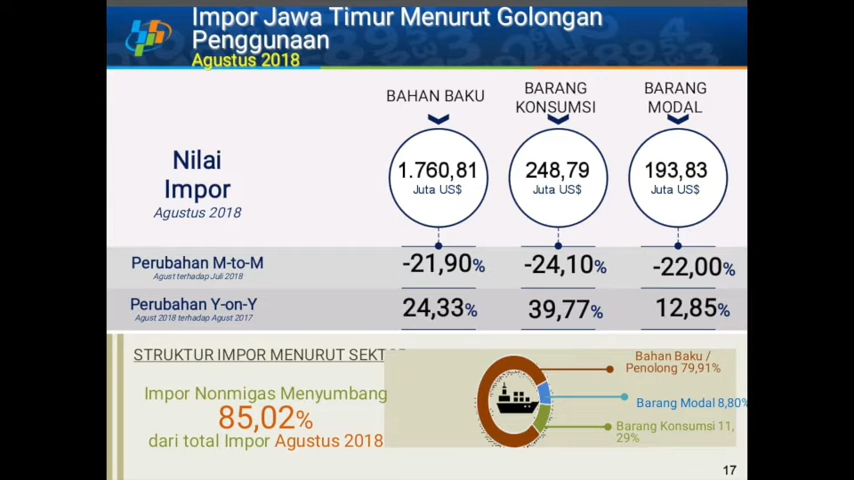 Impor Jawa Timur Menurut Golongan
Penggunaan
Agustus 2018
BAHAN BAKU
BARANG
KONSUMSI
BARANG
MODAL
Nilai
Impor
Agustus 2018
1.760,81
Juta US$
248,79
Juta US$
193,83
Juta US$
Perubahan M-to-M
Agust terhadap Juli 2018
-21,90%
-24,10%
-22,00%
Perubahan Y-on-Y
Agust 2018 terhadap Agust 2017
24,33%
39,77%
12,85%
STRUKTUR IMPOR MENURUT SEKTOR
Impor Nonmigas Menyumbang
85,02%
dari total Impor Agustus 2018
Bahan Baku /
Penolong 79,91%
Barang Modal 8,80%
Barang Konsumsi 11,
29%
17